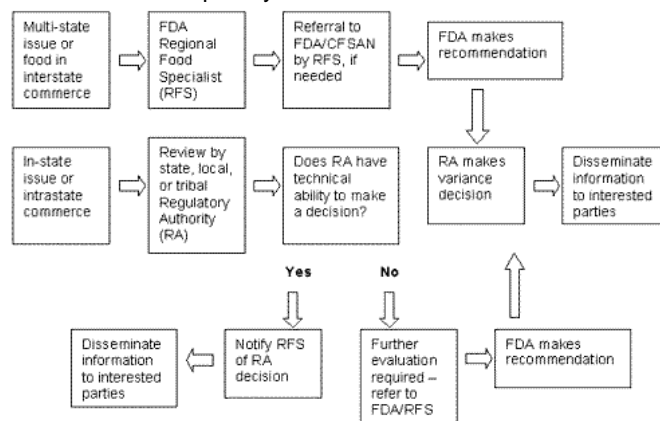 Multi-state
issue or
food in
interstate
commerce
FDA
Regional
Food
Specialist
(RFS)
Referral to
FDA/CFSAN
by RFS, if
needed
FDA makes
recommendation
In-state
issue or
intrastate
commerce
Review by
state, local,
or tribal
Regulatory
Authority
(RA)
Does RA have
technical
ability to make
a decision?
RA makes
variance
decision
Disseminate
information
to interested
parties
Yes
No
Disseminate
information
to interested
parties
Notify RFS
of RA
decision
Further
evaluation
required –
refer to
FDA/RFS
FDA makes
recommendation